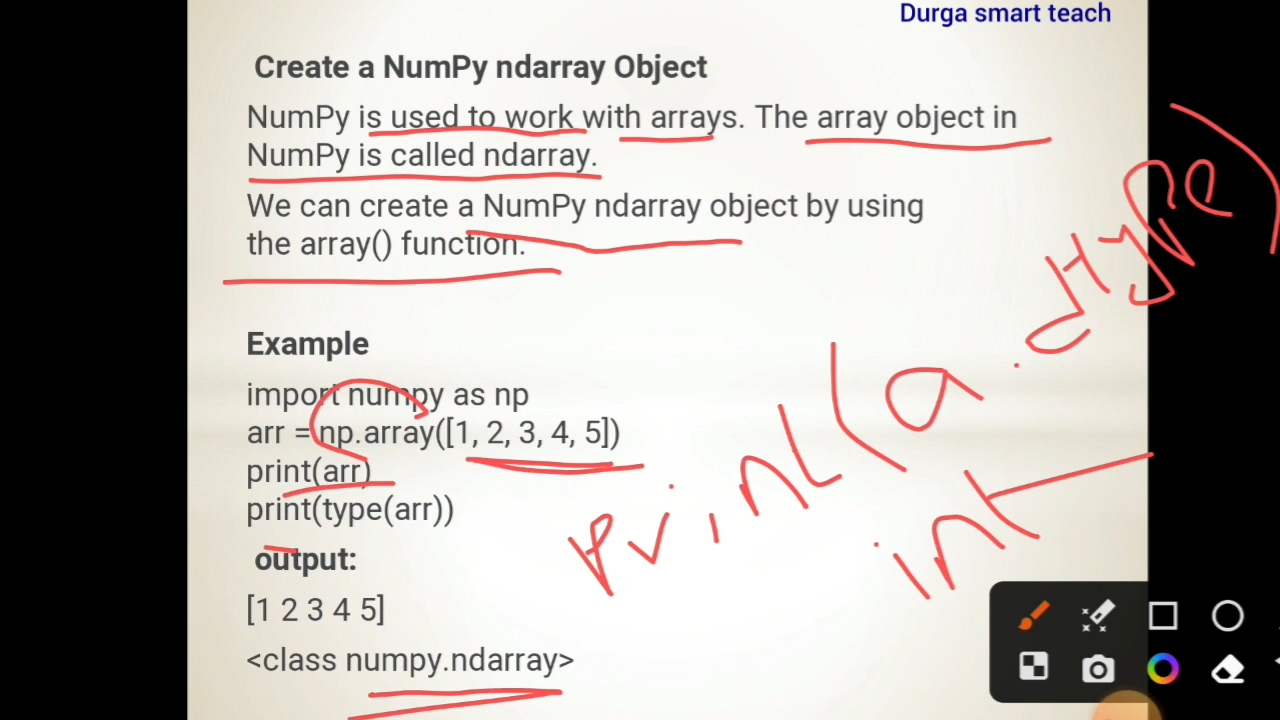 Durga smart teach
Create a NumPy ndarray Object
NumPy is used to work with arrays. The array object in
NumPy is called ndarray.
We can create a NumPy ndarray object by using
the array() function.
Example
import numpy as np
arr = np.array([1, 2, 3, 4, 5])
print(arr)
print(type(arr))
output:
[1 2 3 4 5]
<class numpy.ndarray>
print(a.dtype)
int